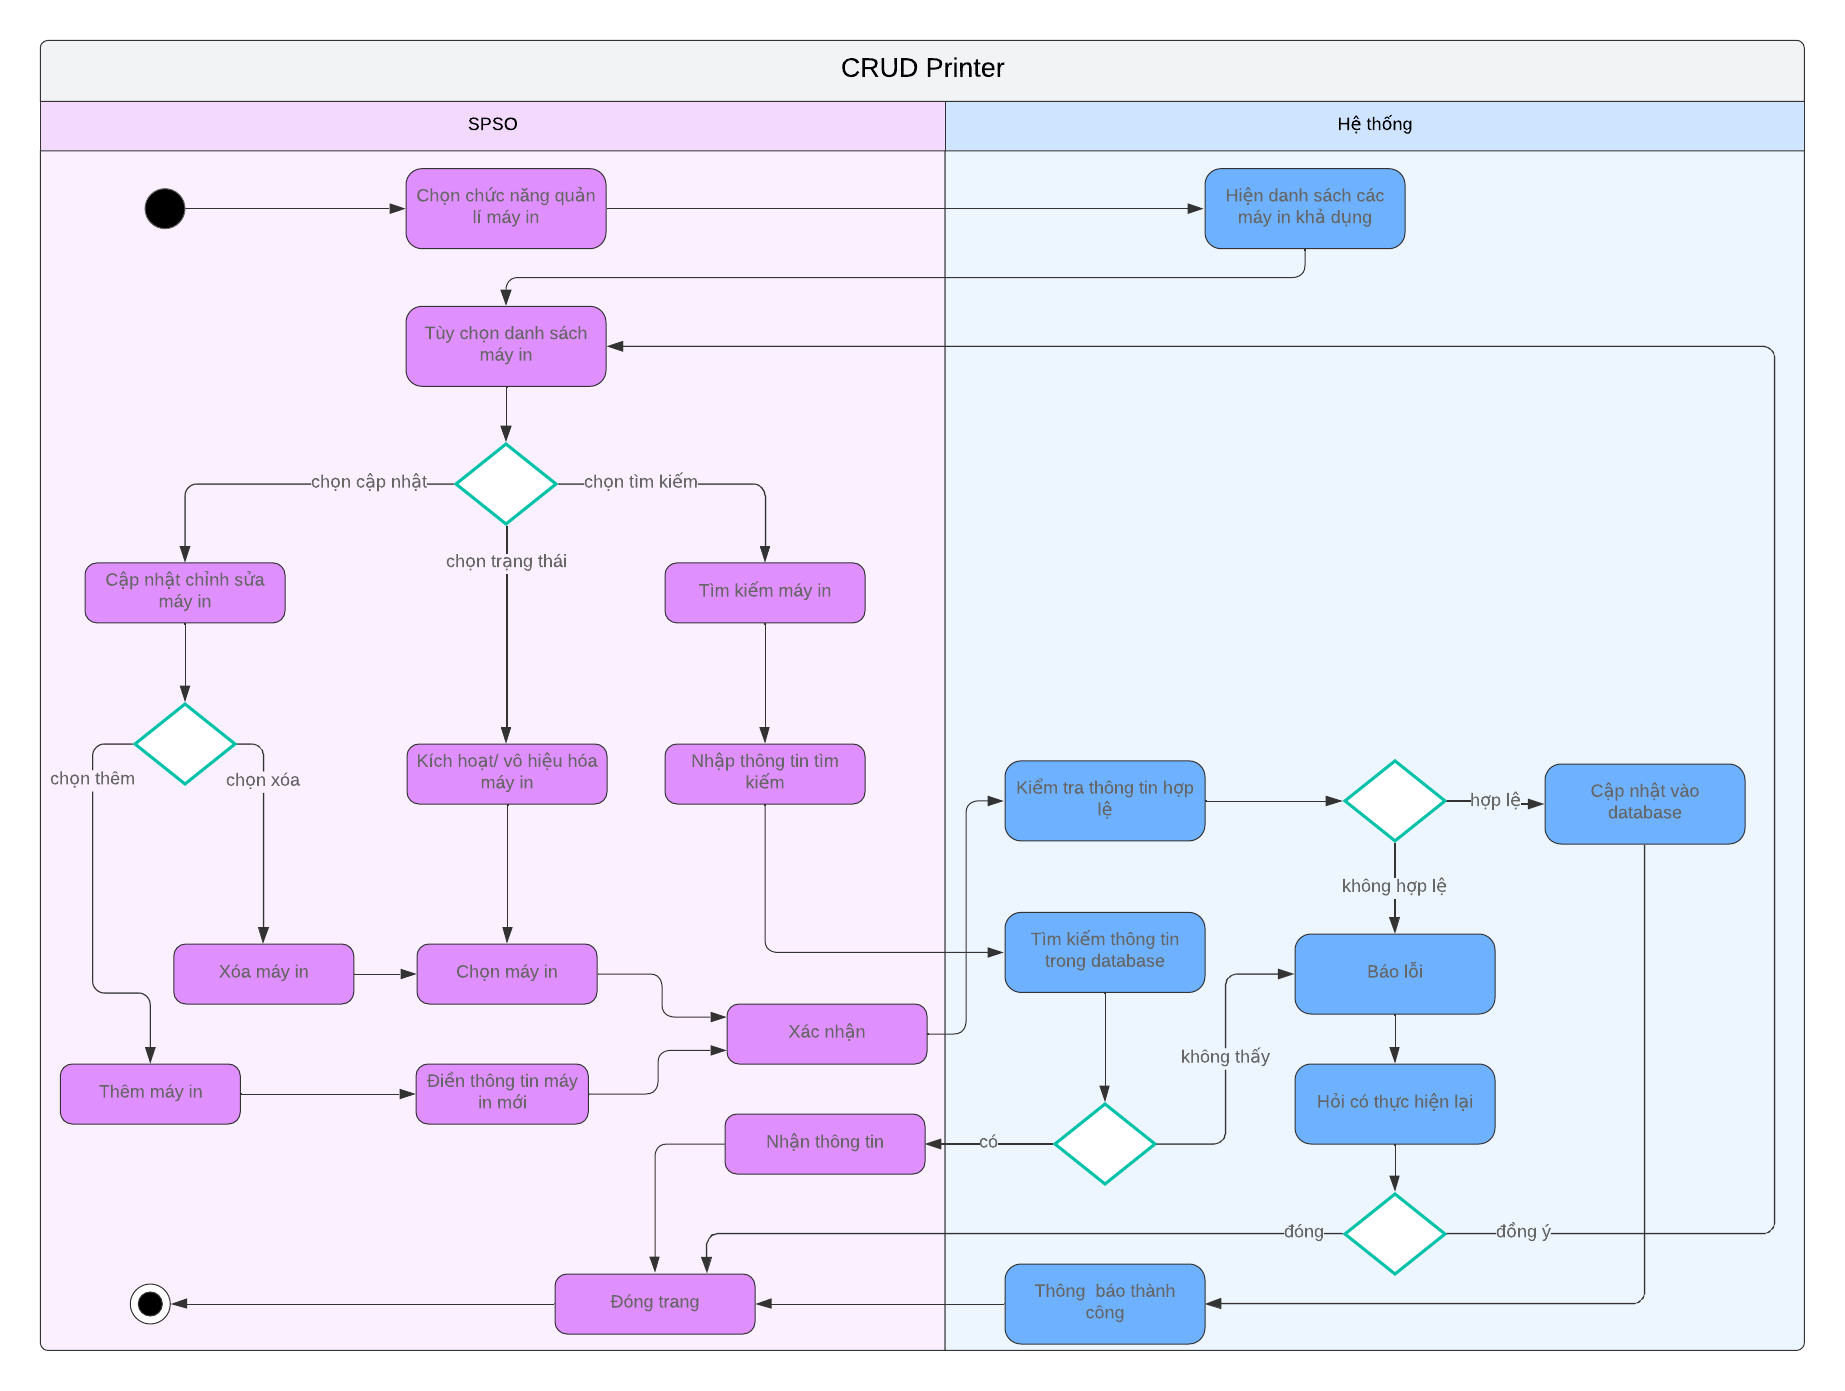 CRUD Printer
SPSO
Hệ thống
Chọn chức năng quản
lí máy in
Hiện danh sách các
máy in khả dụng
Tùy chọn danh sách
máy in
chọn cập nhật
chọn tìm kiếm
chọn trạng thái
Cập nhật chỉnh sửa
máy in
Tìm kiếm máy in
chọn thêm
chọn xóa
Kích hoạt/ vô hiệu hóa
máy in
Nhập thông tin tìm
kiếm
Kiểm tra thông tin hợp
lệ
hợp lệ
Cập nhật vào
database
không hợp lệ
Tìm kiếm thông tin
trong database
Xóa máy in
Chọn máy in
Báo lỗi
Xác nhận
không thấy
Thêm máy in
Điền thông tin máy
in mới
Hỏi có thực hiện lại
Nhận thông tin
có
đóng
đồng ý
Đóng trang
Thông  báo thành
công